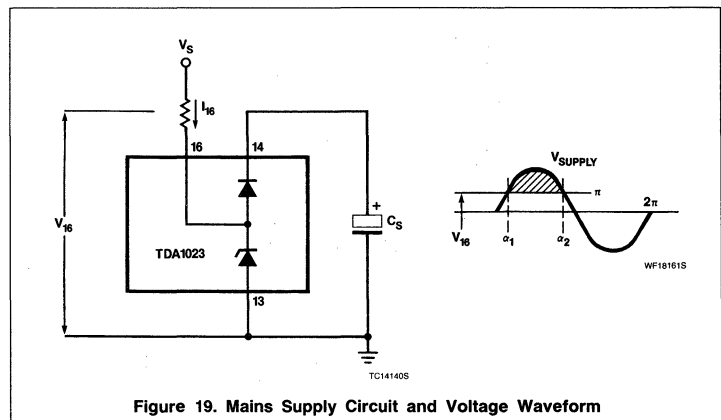 VS
I16
16
14
V16
TDA1023
13
+
CS
TC14140S
VSUPPLY
π
2π
V16
α1
α2
WF18161S
Figure 19. Mains Supply Circuit and Voltage Waveform